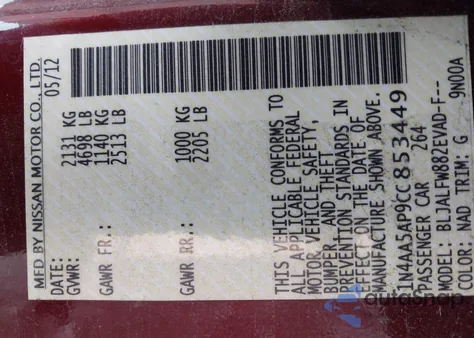 MFD BY NISSAN MOTOR CO., LTD.
DATE: 05/12
GVWR: 2131 KG
4698 LB
GAWR FR.: 1140 KG
2513 LB
GAWR RR.: 1000 KG
2205 LB
THIS VEHICLE CONFORMS TO
ALL APPLICABLE FEDERAL
MOTOR VEHICLE SAFETY,
BUMPER AND THEFT
PREVENTION STANDARDS IN
EFFECT ON THE DATE OF
MANUFACTURE SHOWN ABOVE.
1N4AA5AP9CC853449
PASSENGER CAR 264
MODEL: BLJALFW882EVAD-F--
COLOR: NAD TRIM: G 9N00A
autosnap